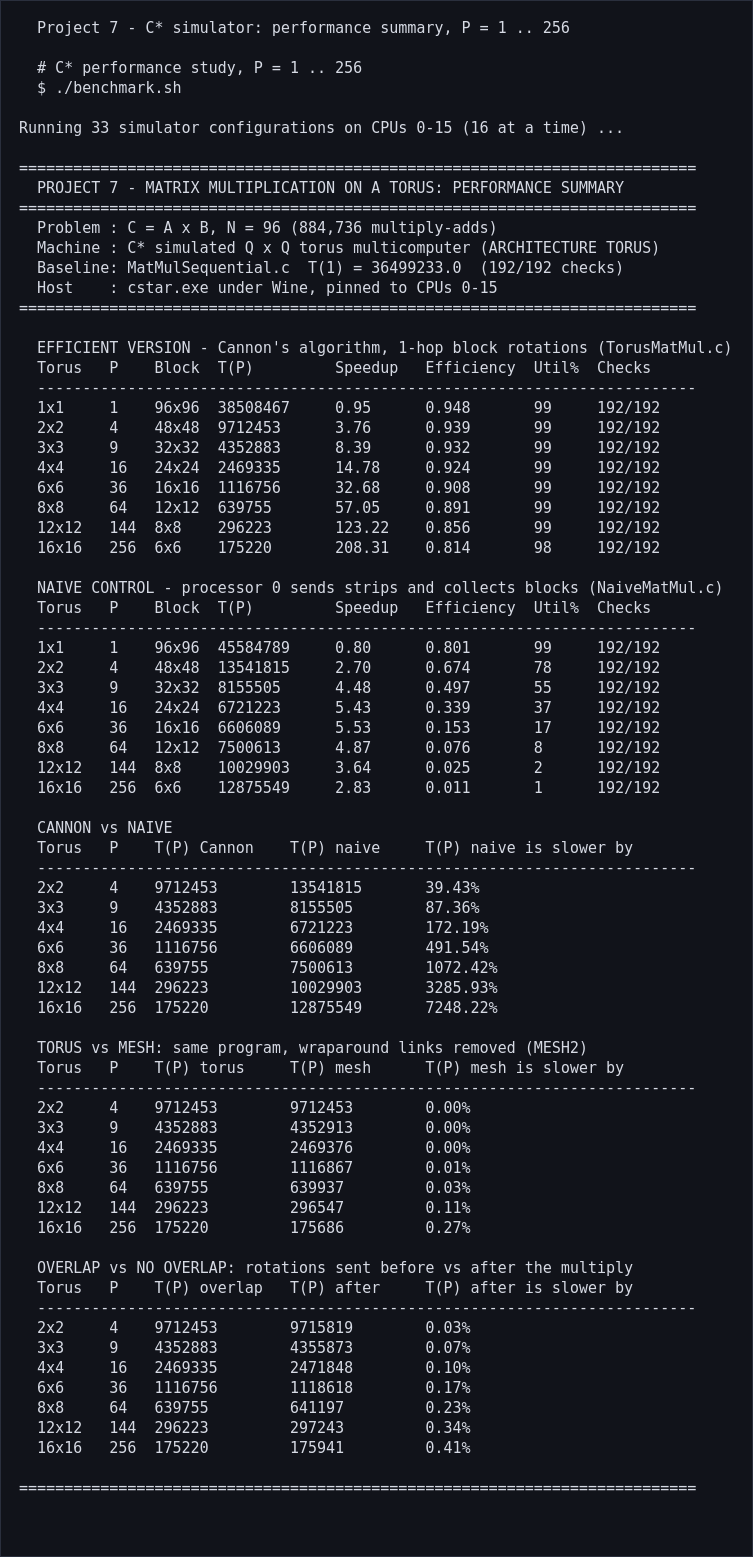 Project 7 - C* simulator: performance summary, P = 1 .. 256
# C* performance study, P = 1 .. 256
$ ./benchmark.sh
Running 33 simulator configurations on CPUs 0-15 (16 at a time) ...
===========================================================================
PROJECT 7 - MATRIX MULTIPLICATION ON A TORUS: PERFORMANCE SUMMARY
===========================================================================
Problem : C = A x B, N = 96 (884,736 multiply-adds)
Machine : C* simulated Q x Q torus multicomputer (ARCHITECTURE TORUS)
Baseline: MatMulSequential.c  T(1) = 36499233.0  (192/192 checks)
Host    : cstar.exe under Wine, pinned to CPUs 0-15
===========================================================================
EFFICIENT VERSION - Cannon's algorithm, 1-hop block rotations (TorusMatMul.c)
Torus   P    Block  T(P)         Speedup   Efficiency  Util%  Checks
-------------------------------------------------------------------------
1x1     1    96x96  38508467     0.95      0.948       99     192/192
2x2     4    48x48  9712453      3.76      0.939       99     192/192
3x3     9    32x32  4352883      8.39      0.932       99     192/192
4x4     16   24x24  2469335      14.78     0.924       99     192/192
6x6     36   16x16  1116756      32.68     0.908       99     192/192
8x8     64   12x12  639755       57.05     0.891       99     192/192
12x12   144  8x8    296223       123.22    0.856       99     192/192
16x16   256  6x6    175220       208.31    0.814       98     192/192
NAIVE CONTROL - processor 0 sends strips and collects blocks (NaiveMatMul.c)
Torus   P    Block  T(P)         Speedup   Efficiency  Util%  Checks
-------------------------------------------------------------------------
1x1     1    96x96  45584789     0.80      0.801       99     192/192
2x2     4    48x48  13541815     2.70      0.674       78     192/192
3x3     9    32x32  8155505      4.48      0.497       55     192/192
4x4     16   24x24  6721223      5.43      0.339       37     192/192
6x6     36   16x16  6606089      5.53      0.153       17     192/192
8x8     64   12x12  7500613      4.87      0.076       8      192/192
12x12   144  8x8    10029903     3.64      0.025       2      192/192
16x16   256  6x6    12875549     2.83      0.011       1      192/192
CANNON vs NAIVE
Torus   P    T(P) Cannon    T(P) naive     T(P) naive is slower by
-------------------------------------------------------------------------
2x2     4    9712453        13541815       39.43%
3x3     9    4352883        8155505        87.36%
4x4     16   2469335        6721223        172.19%
6x6     36   1116756        6606089        491.54%
8x8     64   639755         7500613        1072.42%
12x12   144  296223         10029903       3285.93%
16x16   256  175220         12875549       7248.22%
TORUS vs MESH: same program, wraparound links removed (MESH2)
Torus   P    T(P) torus     T(P) mesh      T(P) mesh is slower by
-------------------------------------------------------------------------
2x2     4    9712453        9712453        0.00%
3x3     9    4352883        4352913        0.00%
4x4     16   2469335        2469376        0.00%
6x6     36   1116756        1116867        0.01%
8x8     64   639755         639937         0.03%
12x12   144  296223         296547         0.11%
16x16   256  175220         175686         0.27%
OVERLAP vs NO OVERLAP: rotations sent before vs after the multiply
Torus   P    T(P) overlap   T(P) after     T(P) after is slower by
-------------------------------------------------------------------------
2x2     4    9712453        9715819        0.03%
3x3     9    4352883        4355873        0.07%
4x4     16   2469335        2471848        0.10%
6x6     36   1116756        1118618        0.17%
8x8     64   639755         641197         0.23%
12x12   144  296223         297243         0.34%
16x16   256  175220         175941         0.41%
===========================================================================